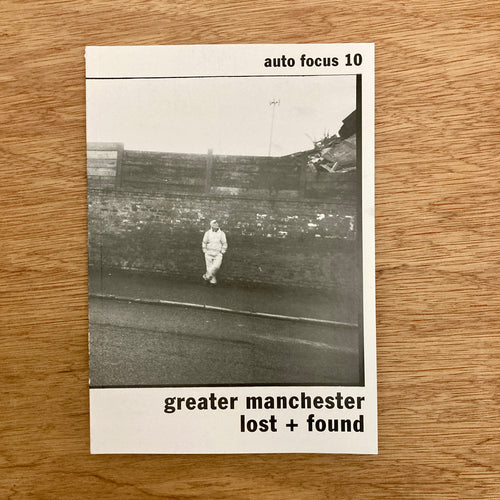 auto focus 10
greater manchester
lost + found